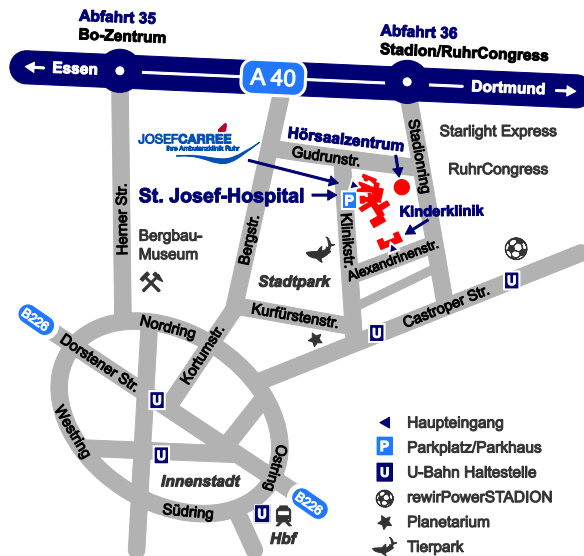 Abfahrt 35
Bo-Zentrum
Abfahrt 36
Stadion/RuhrCongress
Essen
A 40
Dortmund
JOSEFCARRÉE
Ihre Ambulanzklinik Ruhr
Hörsaalzentrum
Gudrunstr.
Stadionring
Starlight Express
RuhrCongress
St. Josef-Hospital
P
Kinderklinik
Herner Str.
Bergstr.
Klinikstr.
Bergbau-
Museum
Stadtpark
Alexandrinenstr.
U
Castroper Str.
B226
Nordring
Kurfürstenstr.
U
Dorstener Str.
Kortumstr.
U
Westring
U
Innenstadt
Ostring
B226
Südring
U
Hbf
Haupteingang
P Parkplatz/Parkhaus
U U-Bahn Haltestelle
rewirPowerSTADION
Planetarium
Tierpark